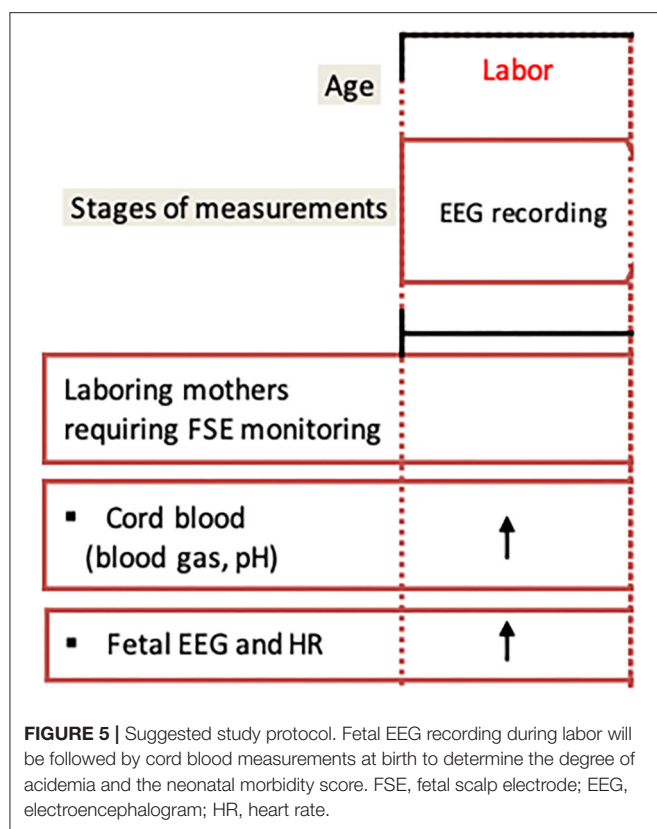 Age
Labor
Stages of measurements
EEG recording
Laboring mothers
requiring FSE monitoring
▪ Cord blood
(blood gas, pH)
▪ Fetal EEG and HR
FIGURE 5 | Suggested study protocol. Fetal EEG recording during labor will
be followed by cord blood measurements at birth to determine the degree of
acidemia and the neonatal morbidity score. FSE, fetal scalp electrode; EEG,
electroencephalogram; HR, heart rate.